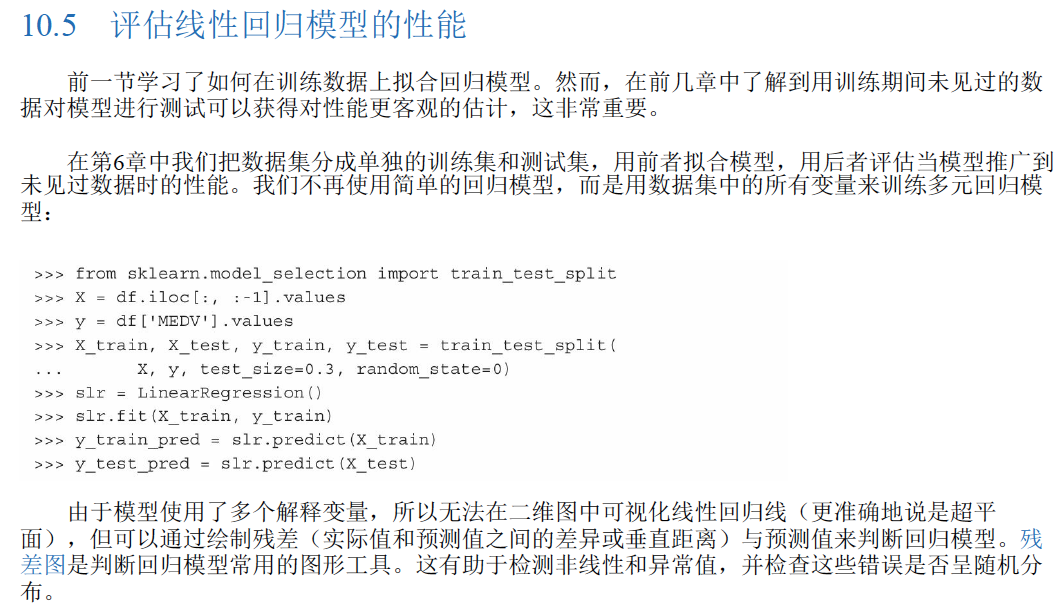 10.5 评估线性回归模型的性能
前一节学习了如何在训练数据上拟合回归模型。然而，在前几章中了解到用训练期间未见过的数
据对模型进行测试可以获得对性能更客观的估计，这非常重要。
在第6章中我们把数据集分成单独的训练集和测试集，用前者拟合模型，用后者评估当模型推广到
未见过数据时的性能。我们不再使用简单的回归模型，而是用数据集中的所有变量来训练多元回归模
型：
>>> from sklearn.model_selection import train_test_split
>>> X = df.iloc[:, :-1].values
>>> y = df['MEDV'].values
>>> X_train, X_test, y_train, y_test = train_test_split(
...       X, y, test_size=0.3, random_state=0)
>>> slr = LinearRegression()
>>> slr.fit(X_train, y_train)
>>> y_train_pred = slr.predict(X_train)
>>> y_test_pred = slr.predict(X_test)
由于模型使用了多个解释变量，所以无法在二维图中可视化线性回归线（更准确地说是超平
面），但可以通过绘制残差（实际值和预测值之间的差异或垂直距离）与预测值来判断回归模型。残
差图是判断回归模型常用的图形工具。这有助于检测非线性和异常值，并检查这些错误是否呈随机分
布。